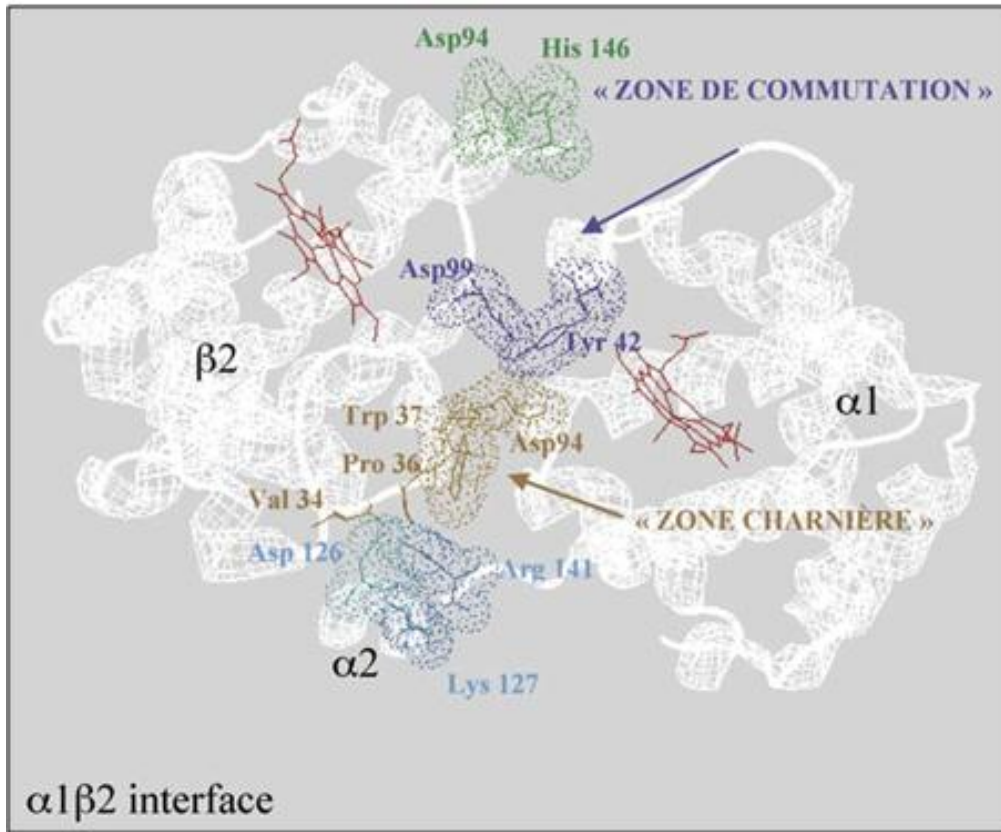 Asp94
His 146
« ZONE DE COMMUTATION »
Asp99
Tyr 42
β2
α1
Trp 37
Asp94
Pro 36
Val 34
« ZONE CHARNIÈRE »
Asp 126
Arg 141
α2
Lys 127
α1β2 interface